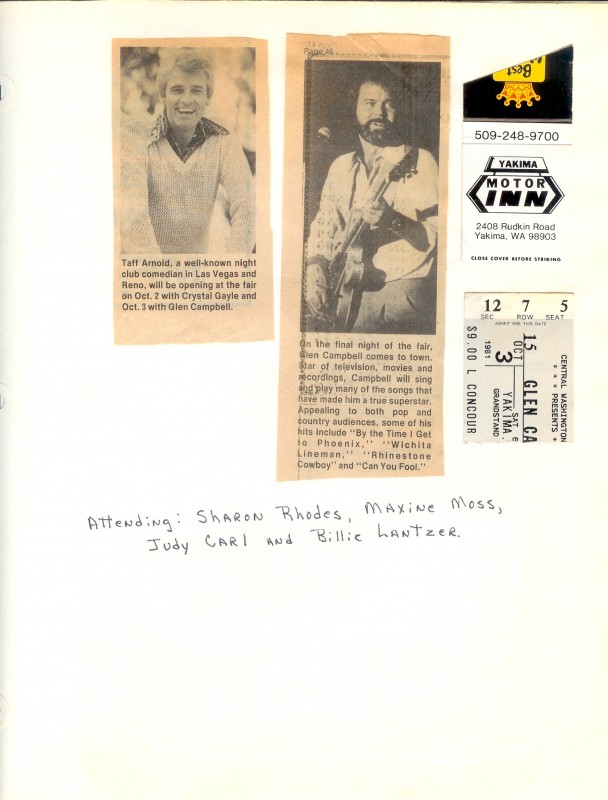 Taff Arnold, a well-known night
club comedian in Las Vegas and
Reno, will be opening at the fair
on Oct. 2 with Crystal Gayle and
Oct. 3 with Glen Campbell.
Page 46
On the final night of the fair,
Glen Campbell comes to town.
Star of television, movies and
recordings, Campbell will sing
and play many of the songs that
have made him a true superstar.
Appealing to both pop and
country audiences, some of his
hits include "By the Time I Get
to Phoenix," "Wichita
Lineman," "Rhinestone
Cowboy" and "Can You Fool."
Best
509-248-9700
YAKIMA
MOTOR
INN
2408 Rudkin Road
Yakima, WA 98903
CLOSE COVER BEFORE STRIKING
12 7 5
SEC ROW SEAT
ADMIT ONE THIS DATE
CENTRAL WASHINGTON
* * * PRESENTS *
15 GLEN CA
OCT SAT
3 YAKIMA.
1981 GRANDSTAND
$9.00 L CONCOUR
Attending: Sharon Rhodes, Maxine Moss,
Judy Carl and Billie Lantzer.